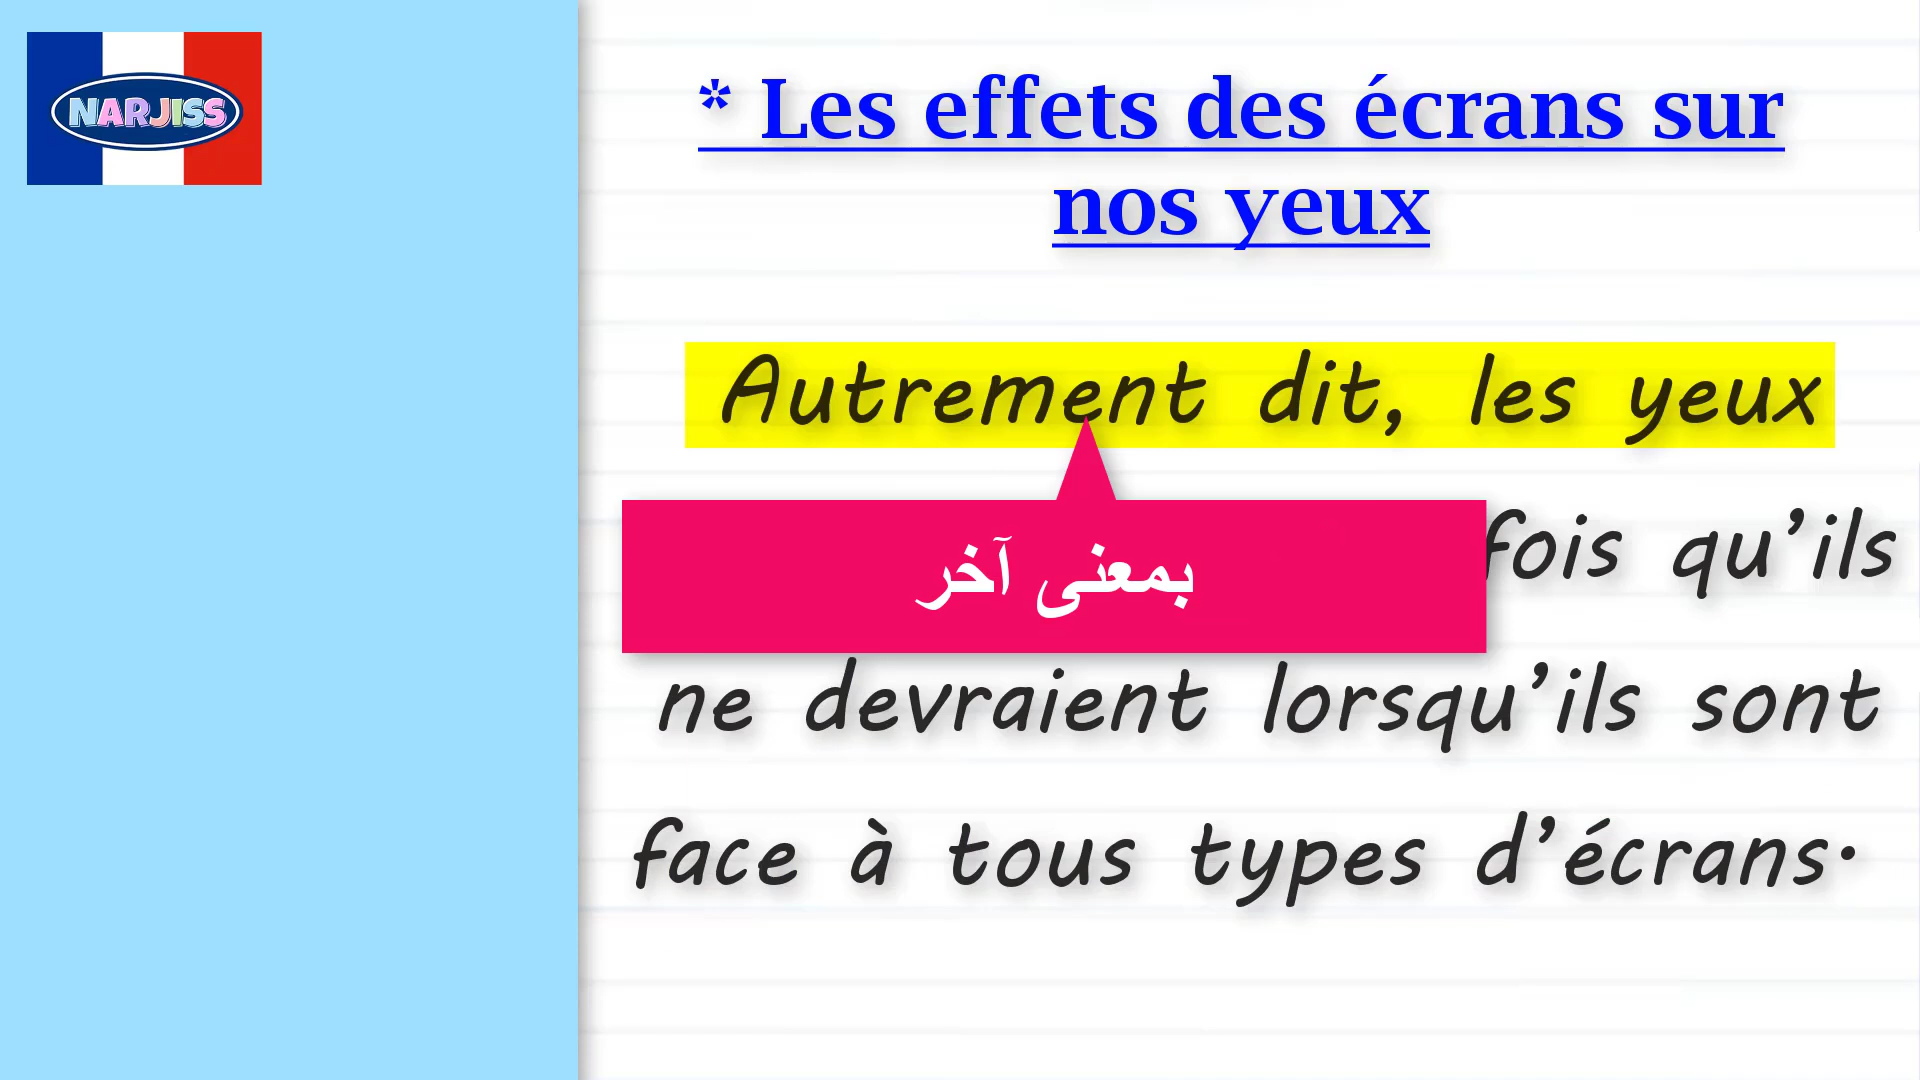 NARJISS
* Les effets des écrans sur
nos yeux
Autrement dit, les yeux
بمعنى آخر
fois qu’ils
ne devraient lorsqu’ils sont
face à tous types d’écrans.